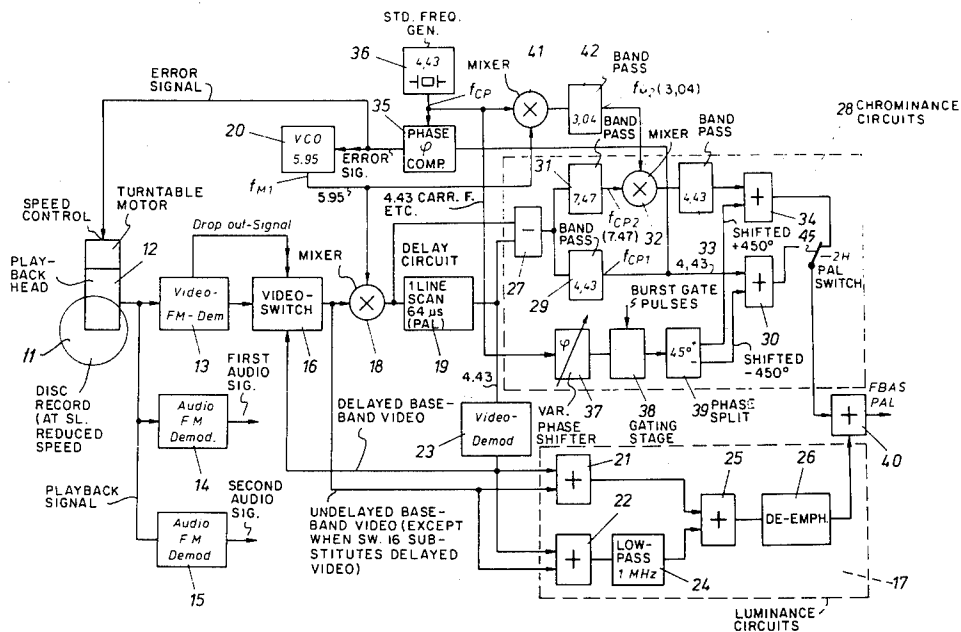 STD. FREQ.
GEN.
36
4,43
41
42
MIXER
BAND
PASS
ERROR
SIGNAL
35
fCP
fM2 (3,04)
3,04
BAND
PASS
MIXER
BAND
PASS
28 CHROMINANCE
CIRCUITS
20
VCO
5.95
PHASE
φ
COMP.
ERROR
SIG.
31
fM1
5.95
4.43 CARR. F.
ETC.
7,47
4,43
+
34
TURNTABLE
MOTOR
SPEED
CONTROL
Drop out-Signal
MIXER
DELAY
CIRCUIT
−
27
BAND
PASS
fCP2
(7.47)
32
33
SHIFTED
+450°
45
−2H
PAL
SWITCH
PLAY-
BACK
HEAD
12
fCP1
4,43
29
4,43
+
30
11
Video-
FM-Dem
13
VIDEO-
SWITCH
16
18
1 LINE
SCAN
64 µs
(PAL)
19
BURST GATE
PULSES
SHIFTED
−450°
φ
45° +
−
DISC
RECORD
(AT SL.
REDUCED
SPEED)
FIRST
AUDIO
SIG.
4.43
37
VAR.
PHASE
SHIFTER
38
GATING
STAGE
39
PHASE
SPLIT
FBAS
PAL
+
40
Audio
FM
Demod.
14
DELAYED
BASE-
BAND VIDEO
23
Video-
Demod
21
+
25
26
PLAYBACK
SIGNAL
SECOND
AUDIO
SIG.
+
DE-EMPH.
Audio
FM
Demod
15
UNDELAYED BASE-
BAND VIDEO (EXCEPT
WHEN SW. 16 SUB-
STITUTES DELAYED
VIDEO)
22
+
LOW-
PASS
1 MHz
24
17
LUMINANCE
CIRCUITS